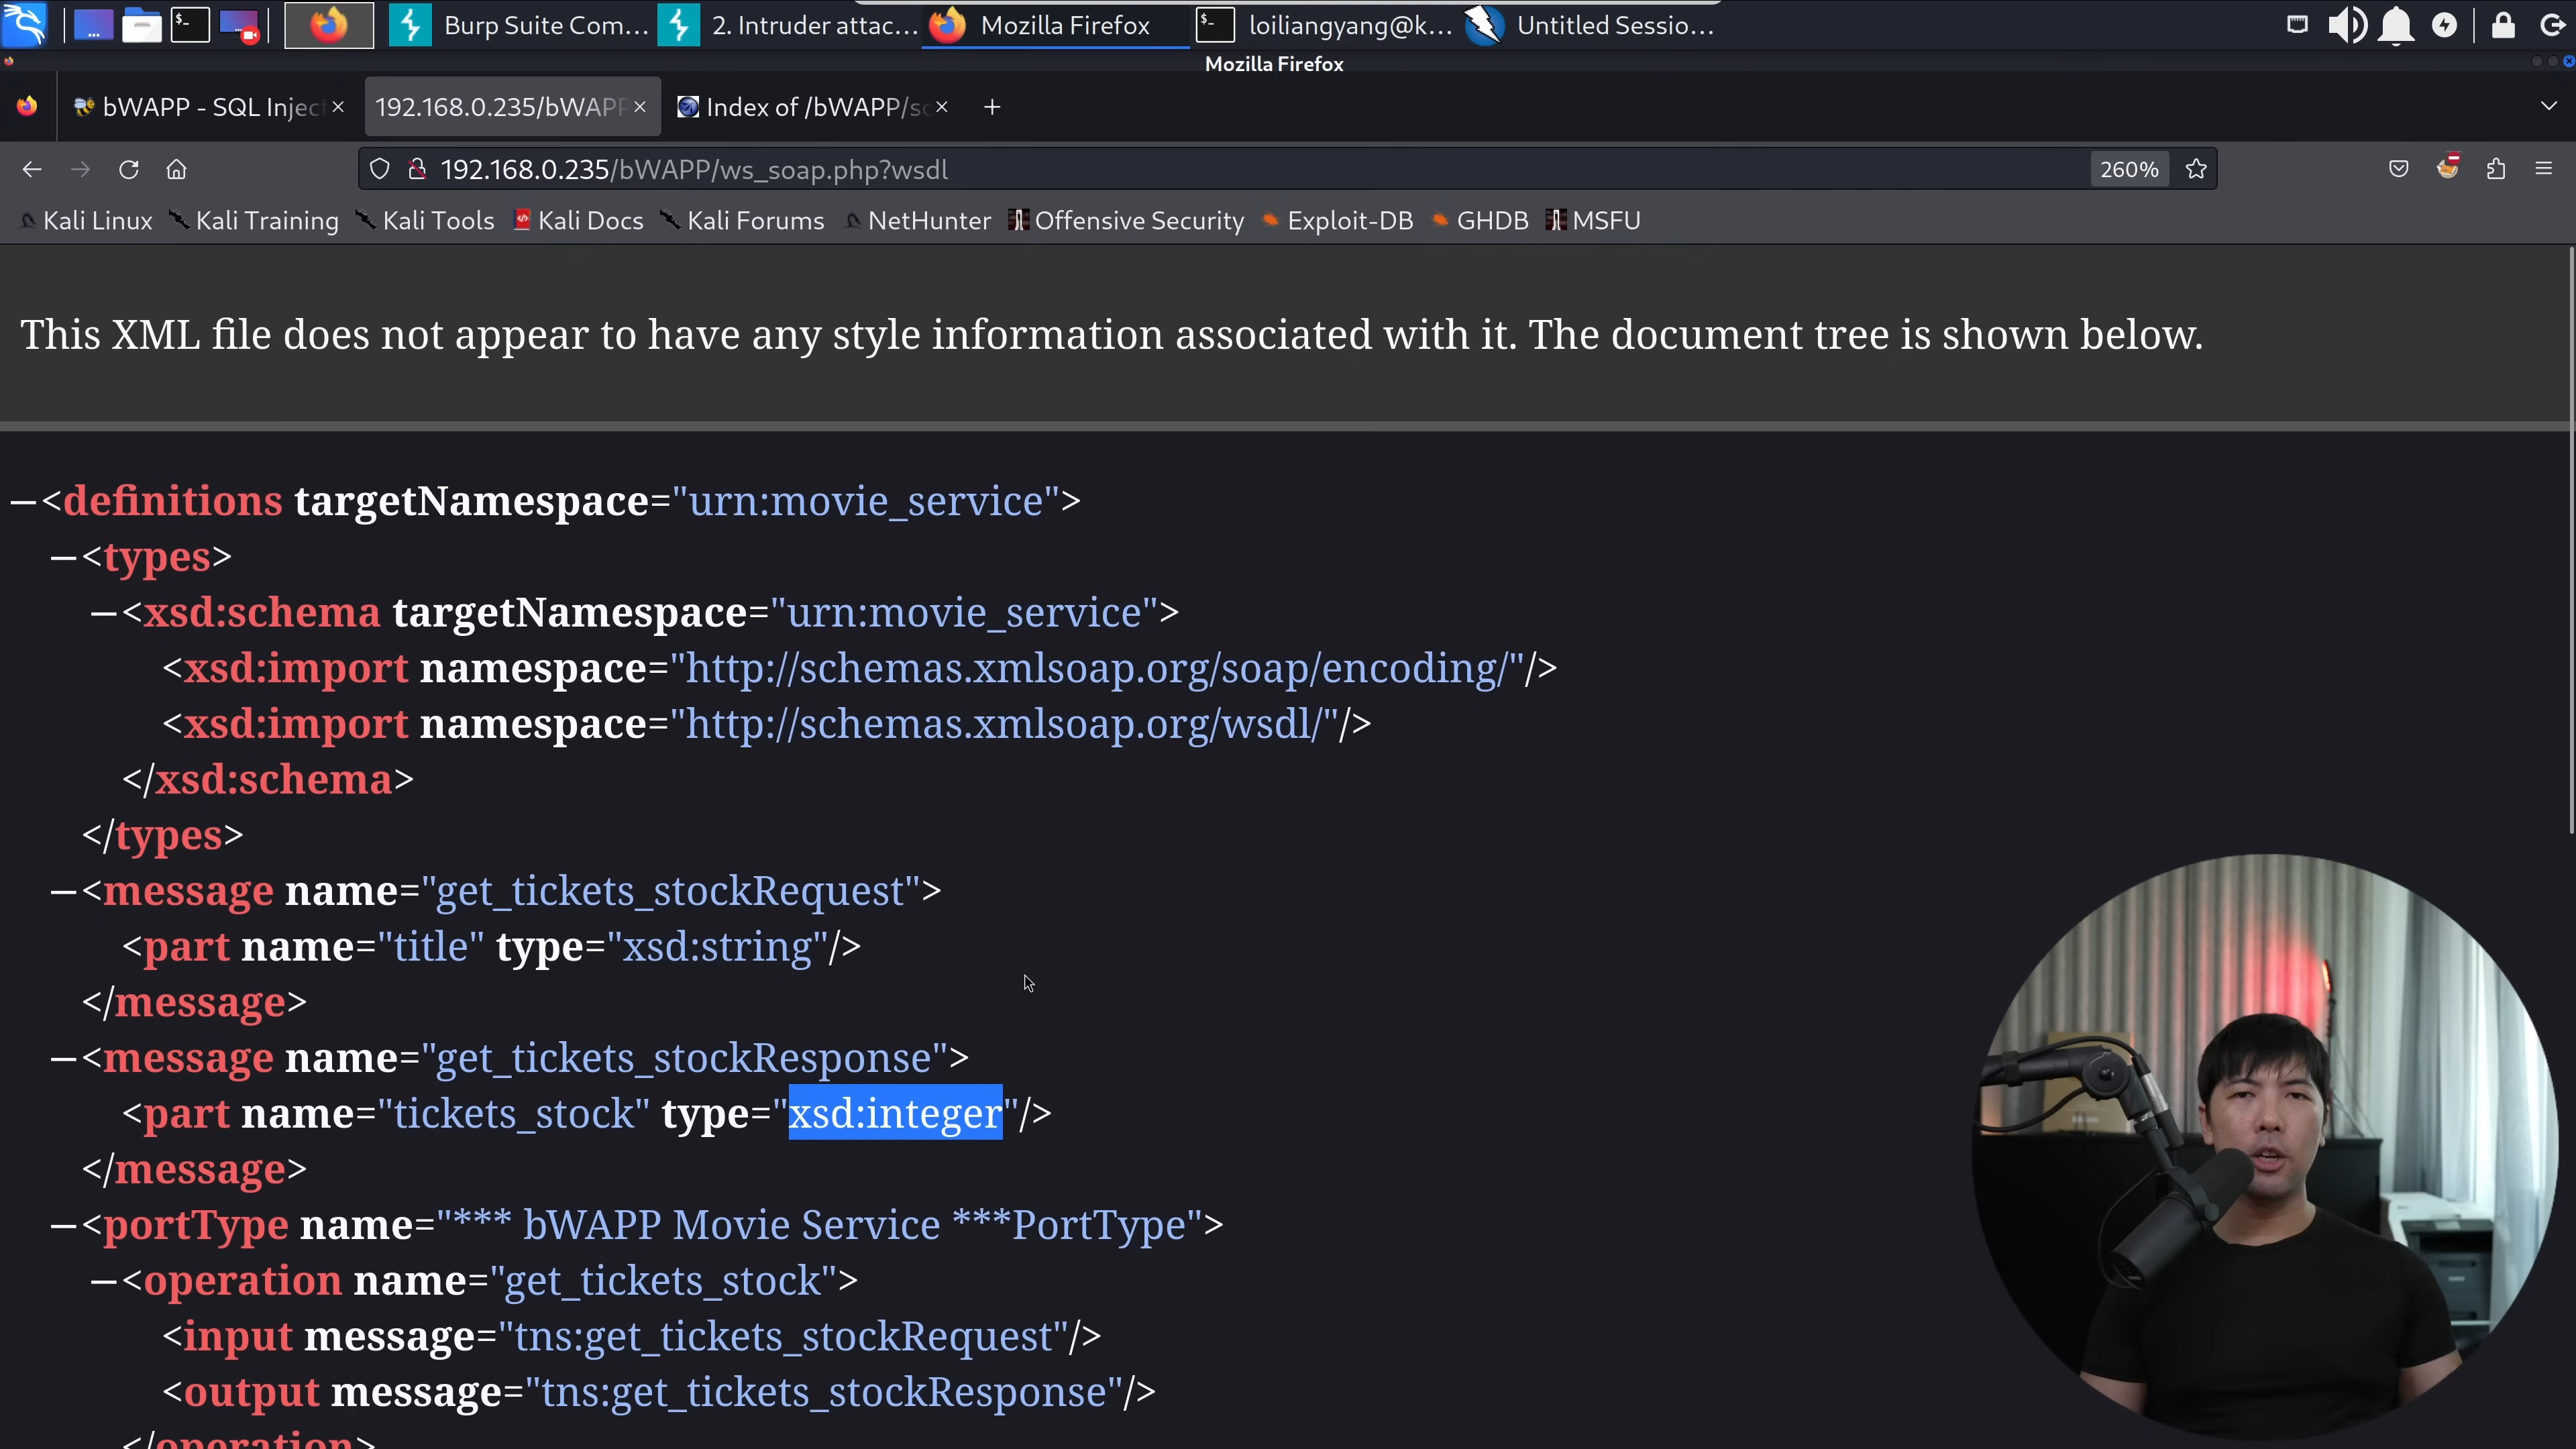 Burp Suite Com...
2. Intruder attac...
Mozilla Firefox
loiliangyang@k...
Untitled Sessio...
Mozilla Firefox
bWAPP - SQL Inject
192.168.0.235/bWAPP
Index of /bWAPP/so
192.168.0.235/bWAPP/ws_soap.php?wsdl
260%
Kali Linux
Kali Training
Kali Tools
Kali Docs
Kali Forums
NetHunter
Offensive Security
Exploit-DB
GHDB
MSFU
This XML file does not appear to have any style information associated with it. The document tree is shown below.
—<definitions targetNamespace="urn:movie_service">
—<types>
—<xsd:schema targetNamespace="urn:movie_service">
<xsd:import namespace="http://schemas.xmlsoap.org/soap/encoding/"/>
<xsd:import namespace="http://schemas.xmlsoap.org/wsdl/"/>
</xsd:schema>
</types>
—<message name="get_tickets_stockRequest">
<part name="title" type="xsd:string"/>
</message>
—<message name="get_tickets_stockResponse">
<part name="tickets_stock" type="xsd:integer"/>
</message>
—<portType name="*** bWAPP Movie Service ***PortType">
—<operation name="get_tickets_stock">
<input message="tns:get_tickets_stockRequest"/>
<output message="tns:get_tickets_stockResponse"/>
</operation>